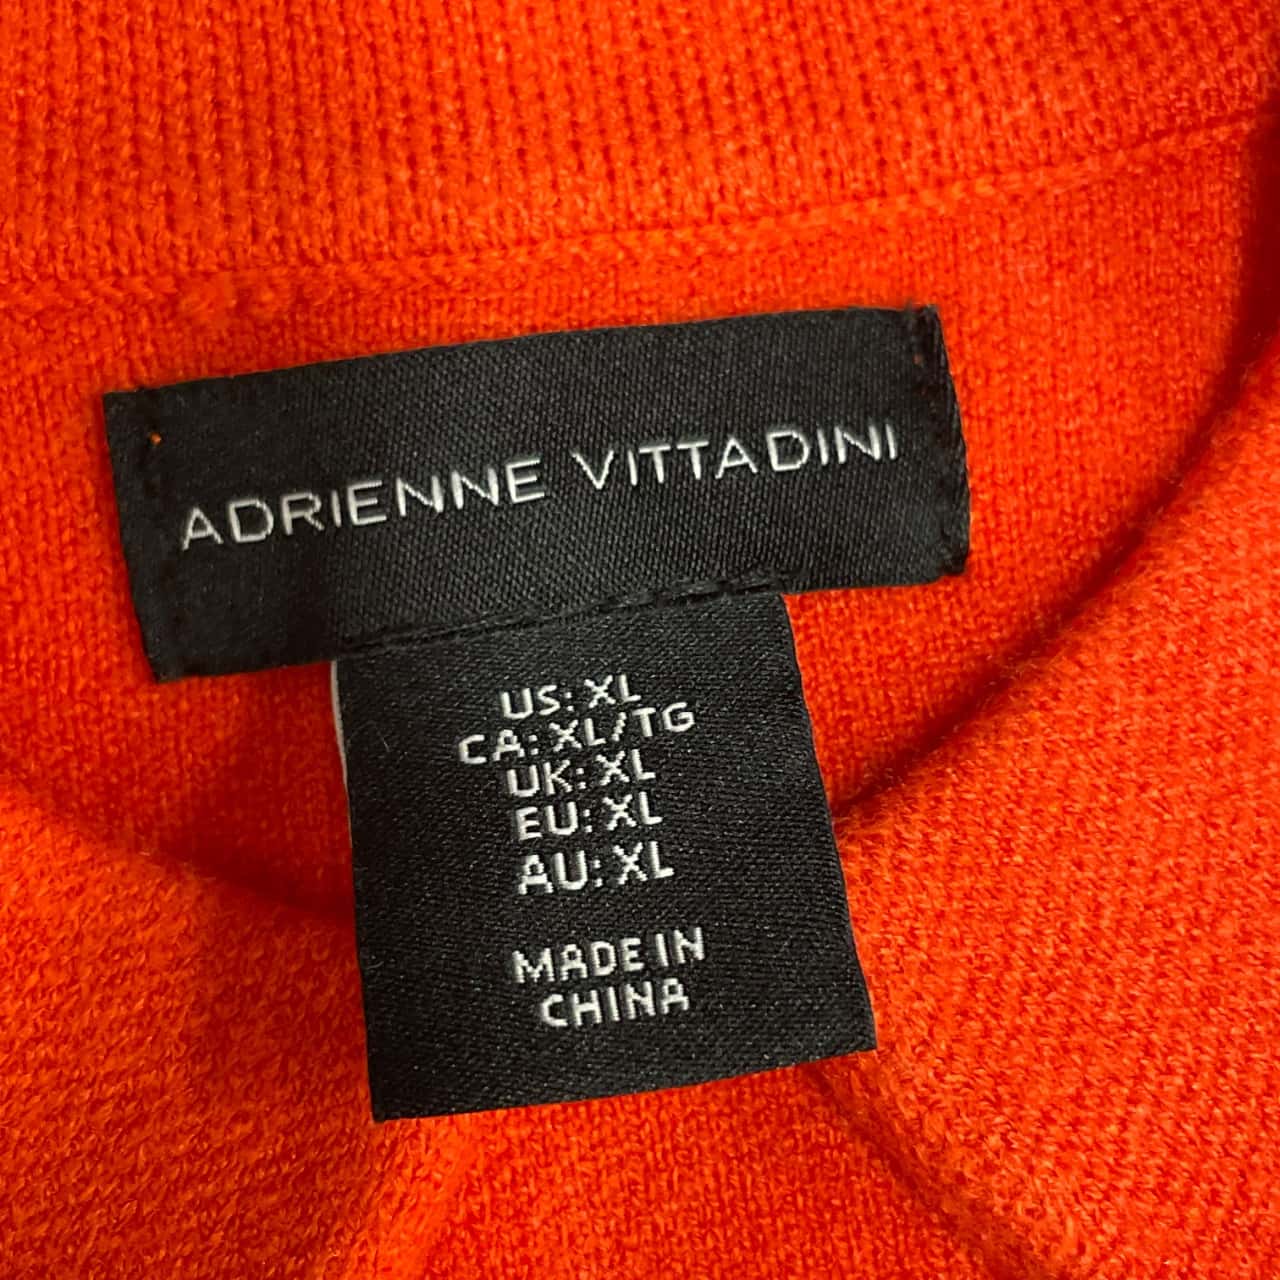 ADRIENNE VITTADINI
US: XL
CA: XL/TG
UK: XL
EU: XL
AU: XL
MADE IN
CHINA